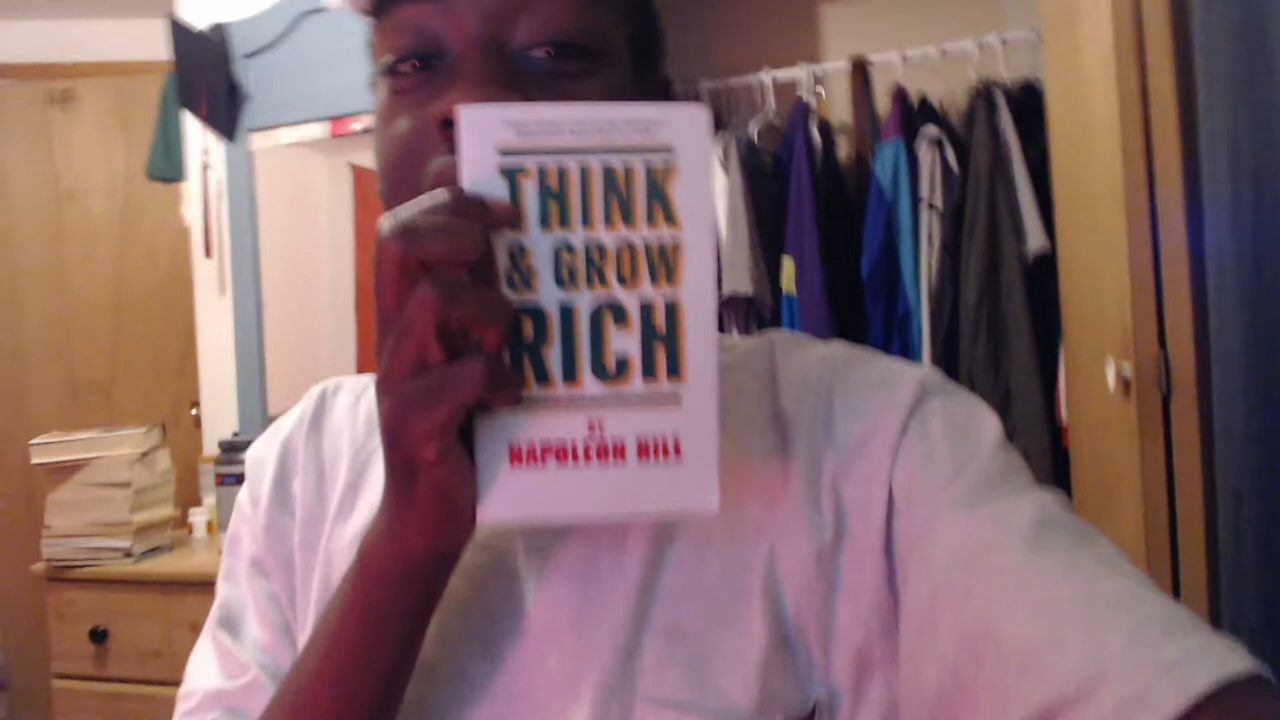 THINK
& GROW
RICH
BY
NAPOLEON HILL